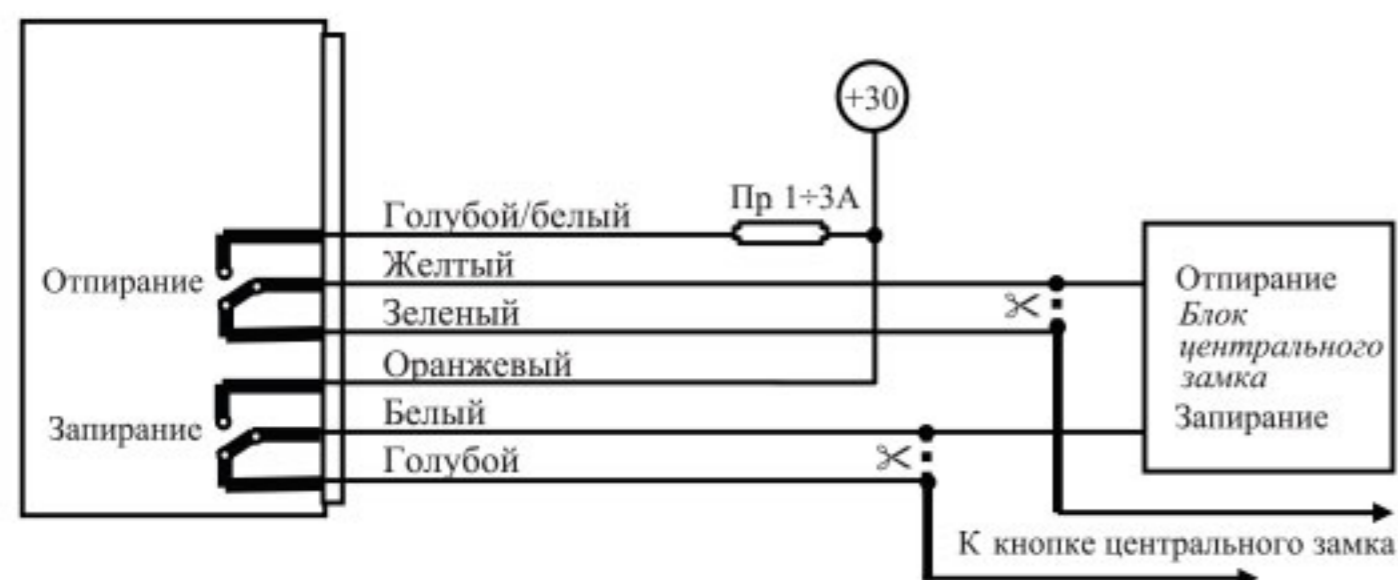 +30
Пр 1÷3А
Голубой/белый
Желтый
Отпирание
Зеленый
Оранжевый
Белый
Запирание
Голубой
Отпирание
Блок
центрального
замка
Запирание
К кнопке центрального замка